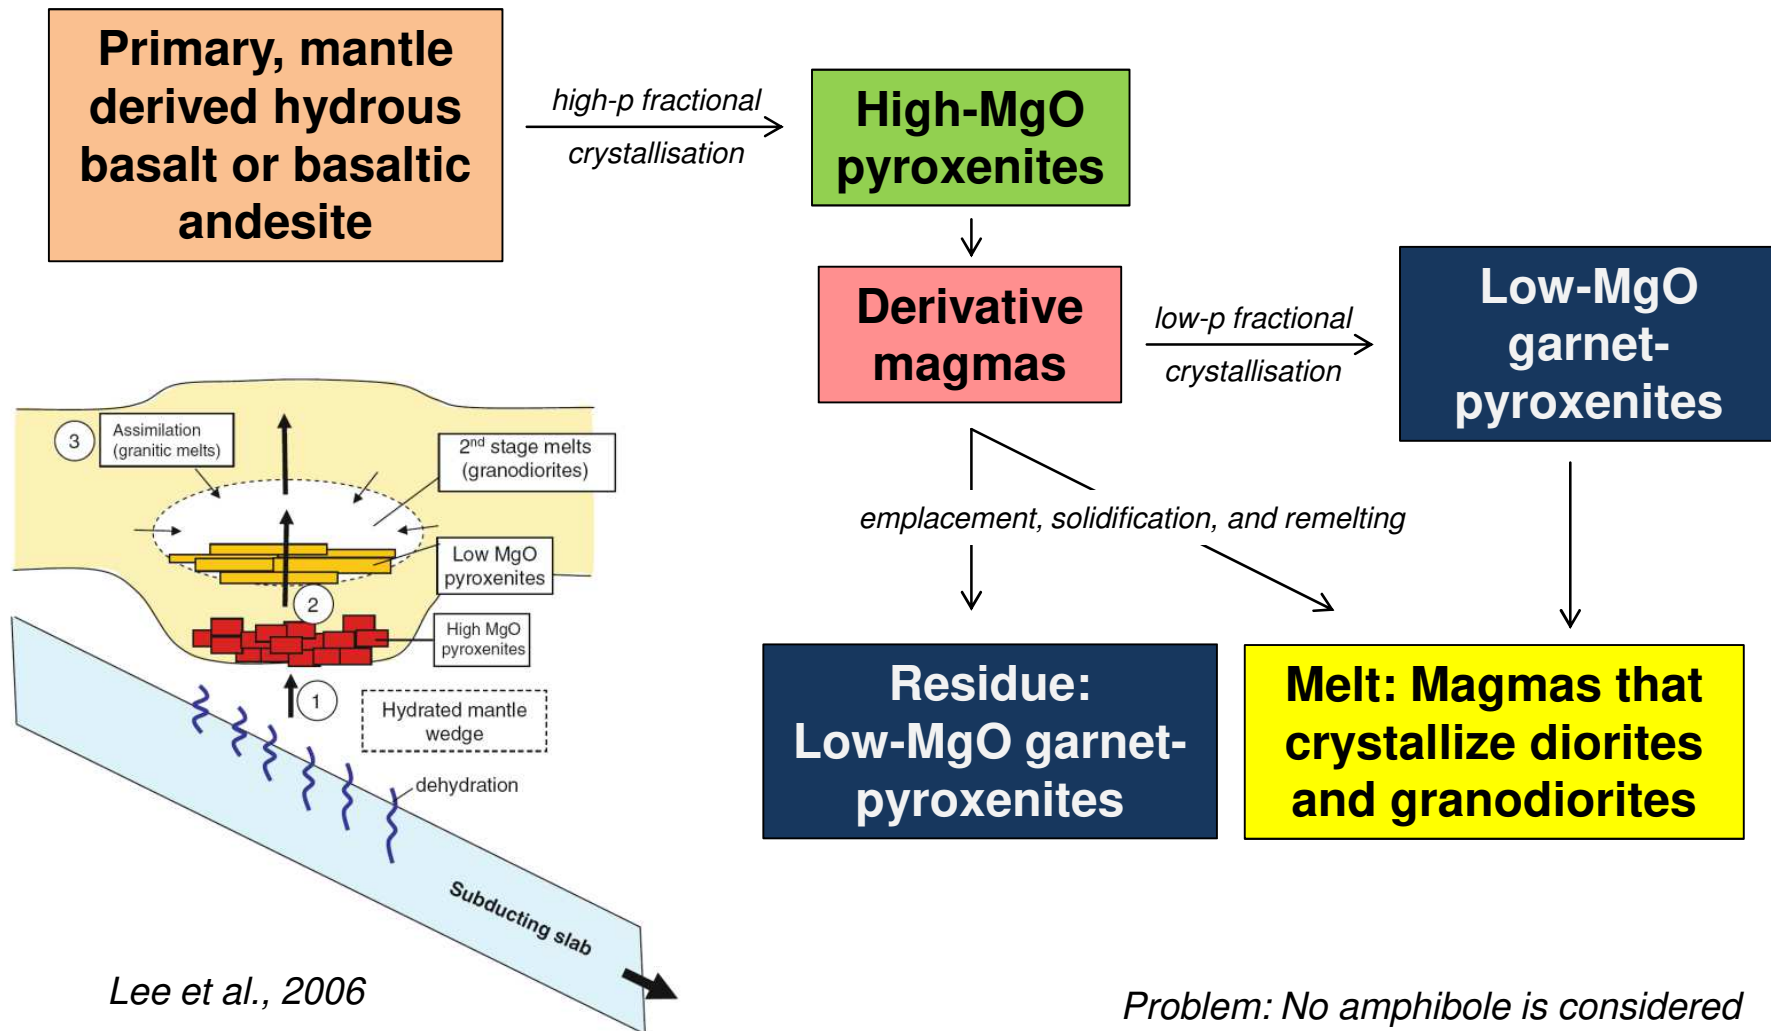 Primary, mantle
derived hydrous
basalt or basaltic
andesite
high-p fractional
crystallisation
High-MgO
pyroxenites
Derivative
magmas
low-p fractional
crystallisation
Low-MgO
garnet-
pyroxenites
emplacement, solidification, and remelting
Residue:
Low-MgO garnet-
pyroxenites
Melt: Magmas that
crystallize diorites
and granodiorites
3
Assimilation
(granitic melts)
2nd stage melts
(granodiorites)
Low MgO
pyroxenites
2
High MgO
pyroxenites
1
Hydrated mantle
wedge
dehydration
Subducting slab
Lee et al., 2006
Problem: No amphibole is considered